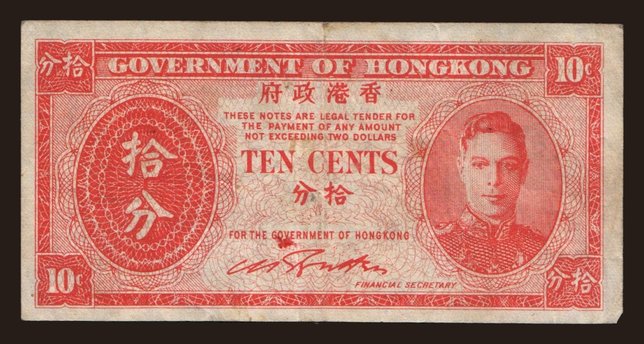 分拾 GOVERNMENT OF HONGKONG 10¢
府政港香
THESE NOTES ARE LEGAL TENDER FOR
THE PAYMENT OF ANY AMOUNT
NOT EXCEEDING TWO DOLLARS
拾分
TEN CENTS
分拾
FOR THE GOVERNMENT OF HONGKONG
FINANCIAL SECRETARY
10¢ 分拾